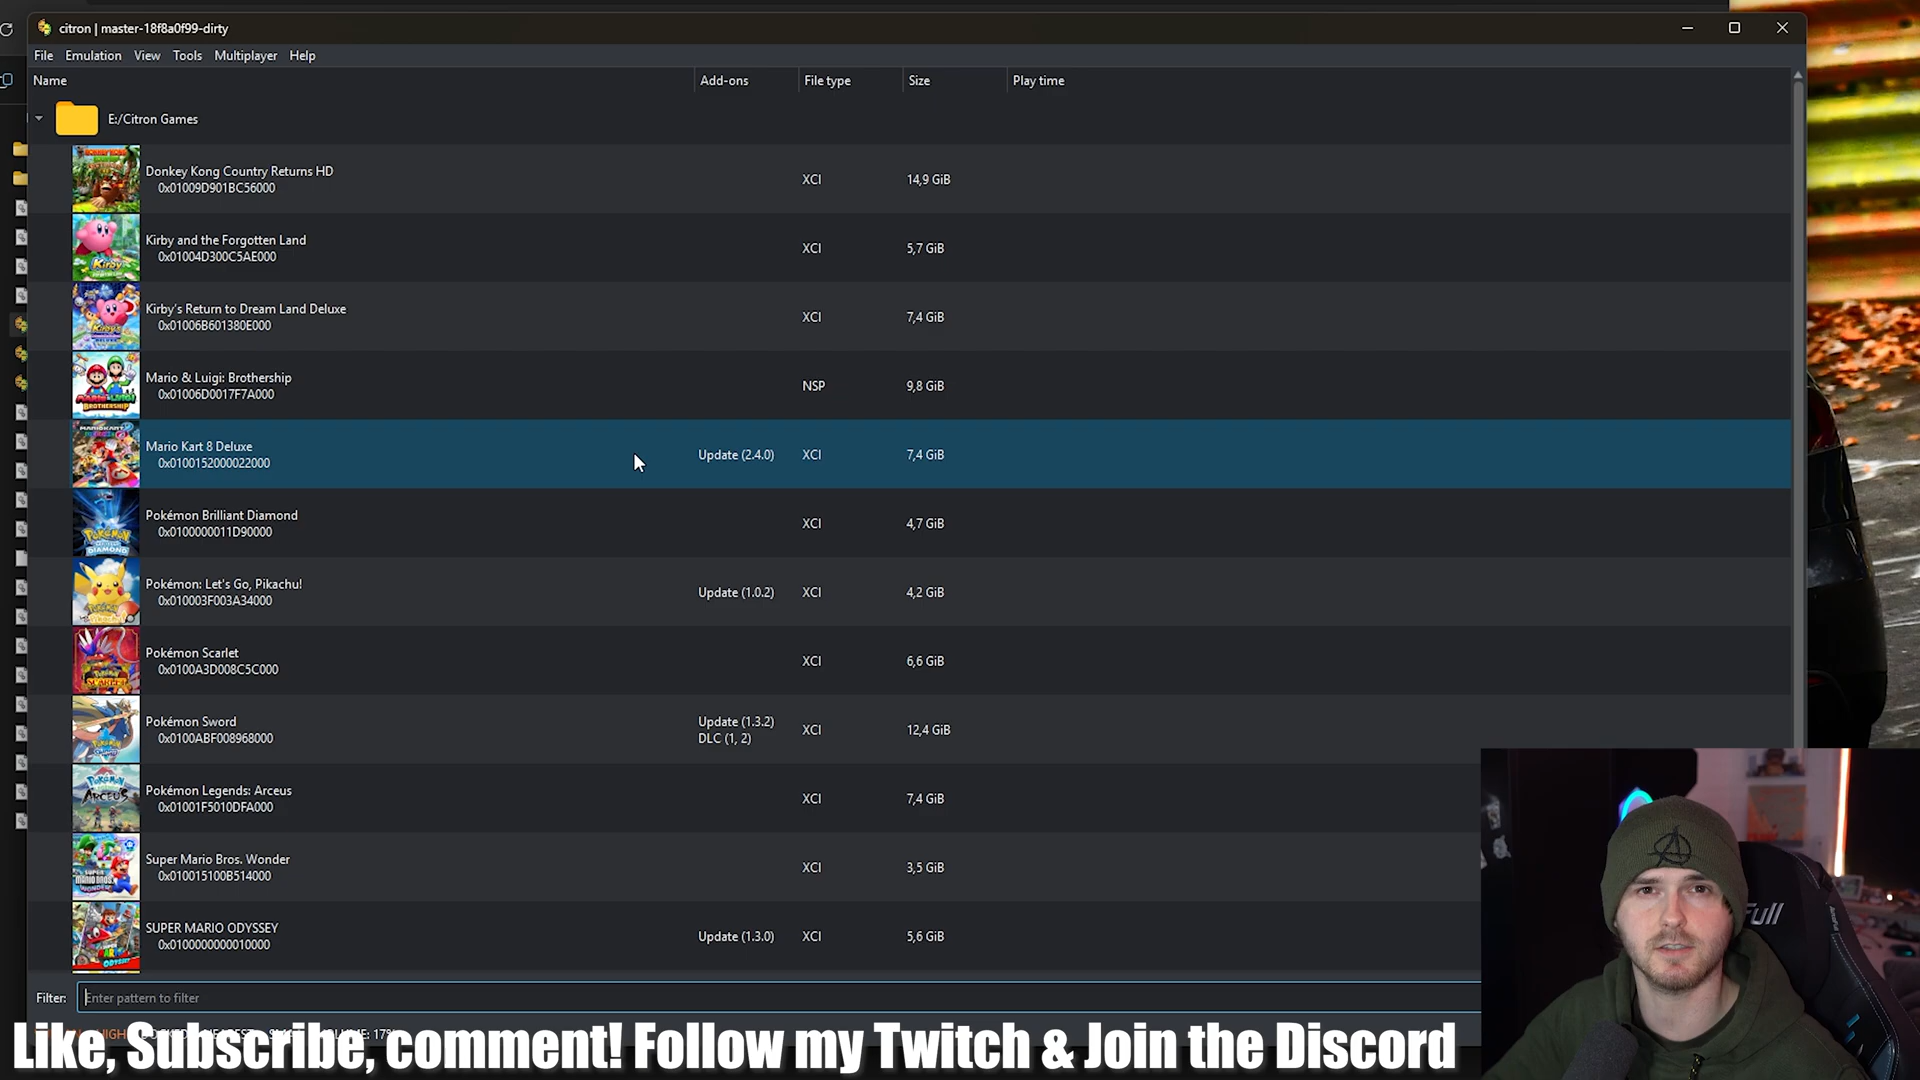 citron | master-18f8a0f99-dirty
File Emulation View Tools Multiplayer Help
Name Add-ons File type Size Play time
E:/Citron Games
Donkey Kong Country Returns HD
0x01009D901BC56000
XCI 14,9 GiB
Kirby and the Forgotten Land
0x01004D300C5AE000
XCI 5,7 GiB
Kirby's Return to Dream Land Deluxe
0x01006B601380E000
XCI 7,4 GiB
Mario & Luigi: Brothership
0x01006D0017F7A000
NSP 9,8 GiB
Mario Kart 8 Deluxe
0x0100152000022000
Update (2.4.0) XCI 7,4 GiB
Pokémon Brilliant Diamond
0x0100000011D90000
XCI 4,7 GiB
Pokémon: Let's Go, Pikachu!
0x010003F003A34000
Update (1.0.2) XCI 4,2 GiB
Pokémon Scarlet
0x0100A3D008C5C000
XCI 6,6 GiB
Pokémon Sword
0x0100ABF008968000
Update (1.3.2)
DLC (1, 2)
XCI 12,4 GiB
Pokémon Legends: Arceus
0x01001F5010DFA000
XCI 7,4 GiB
Super Mario Bros. Wonder
0x010015100B514000
XCI 3,5 GiB
SUPER MARIO ODYSSEY
0x0100000000010000
Update (1.3.0) XCI 5,6 GiB
Filter: Enter pattern to filter
Like, Subscribe, comment! Follow my Twitch & Join the Discord